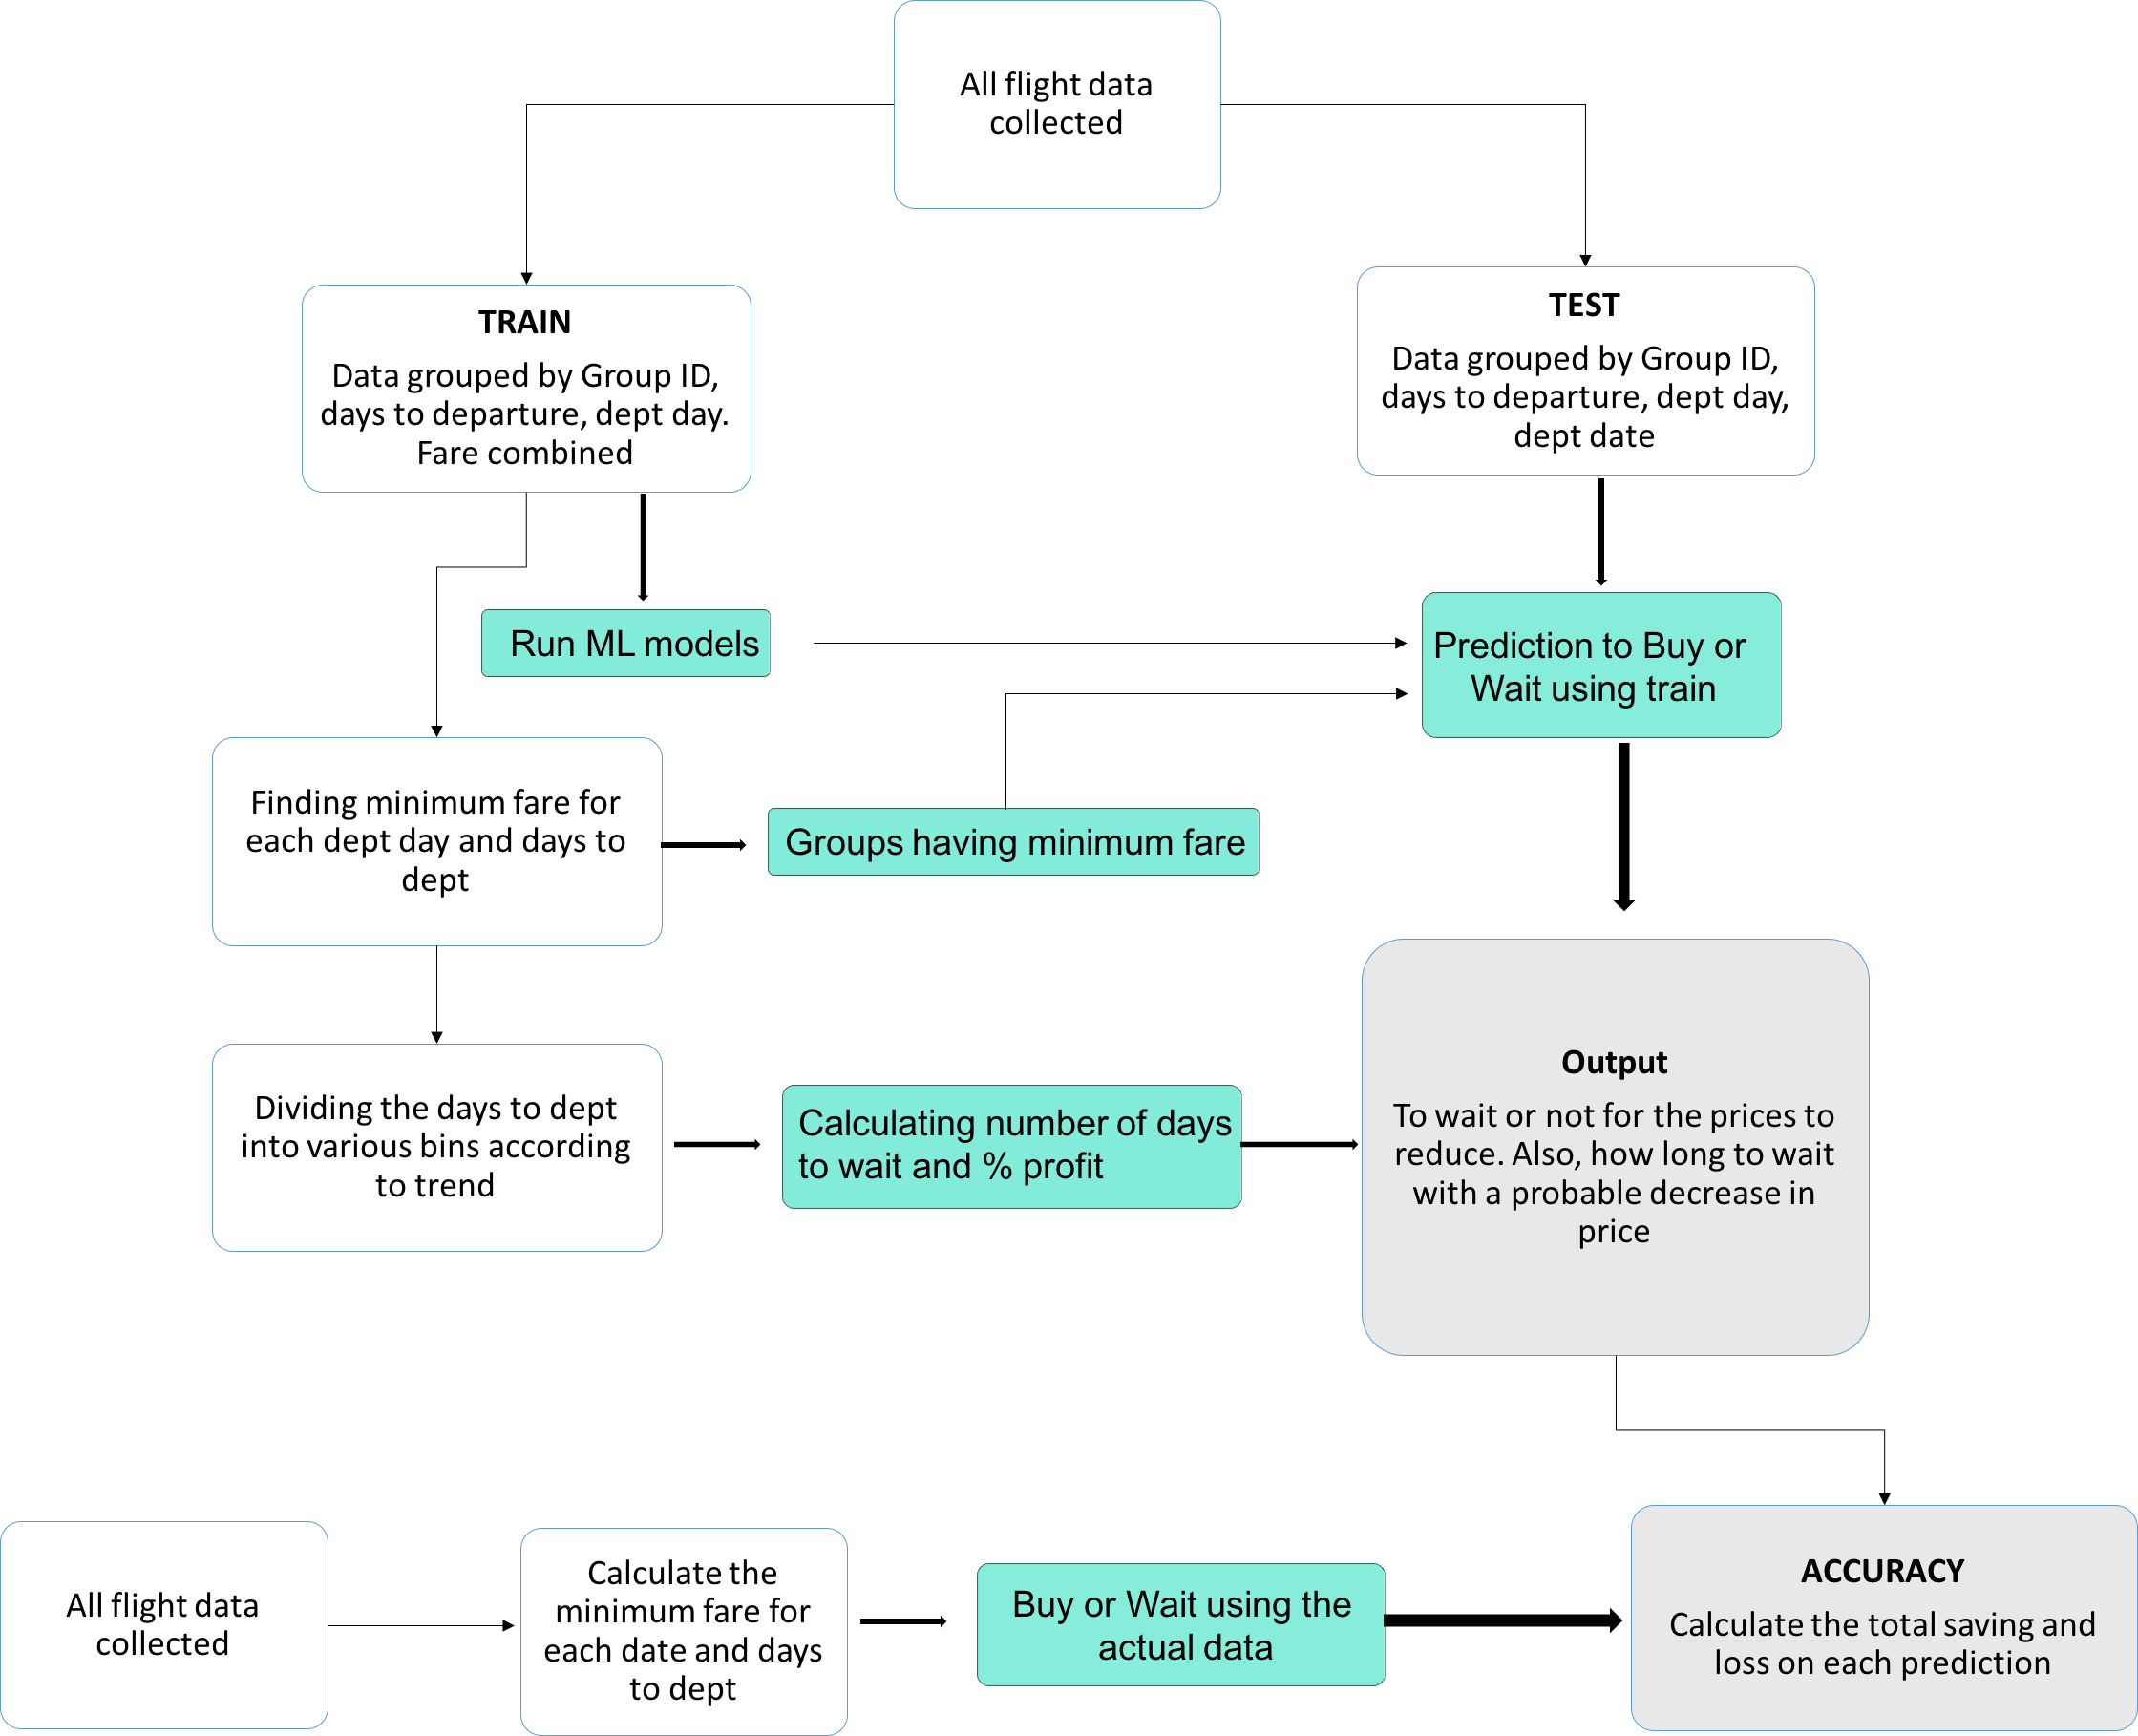 All flight data
collected
TRAIN
Data grouped by Group ID,
days to departure, dept day.
Fare combined
TEST
Data grouped by Group ID,
days to departure, dept day,
dept date
Run ML models
Prediction to Buy or
Wait using train
Finding minimum fare for
each dept day and days to
dept
Groups having minimum fare
Dividing the days to dept
into various bins according
to trend
Calculating number of days
to wait and % profit
Output
To wait or not for the prices to
reduce. Also, how long to wait
with a probable decrease in
price
All flight data
collected
Calculate the
minimum fare for
each date and days
to dept
Buy or Wait using the
actual data
ACCURACY
Calculate the total saving and
loss on each prediction